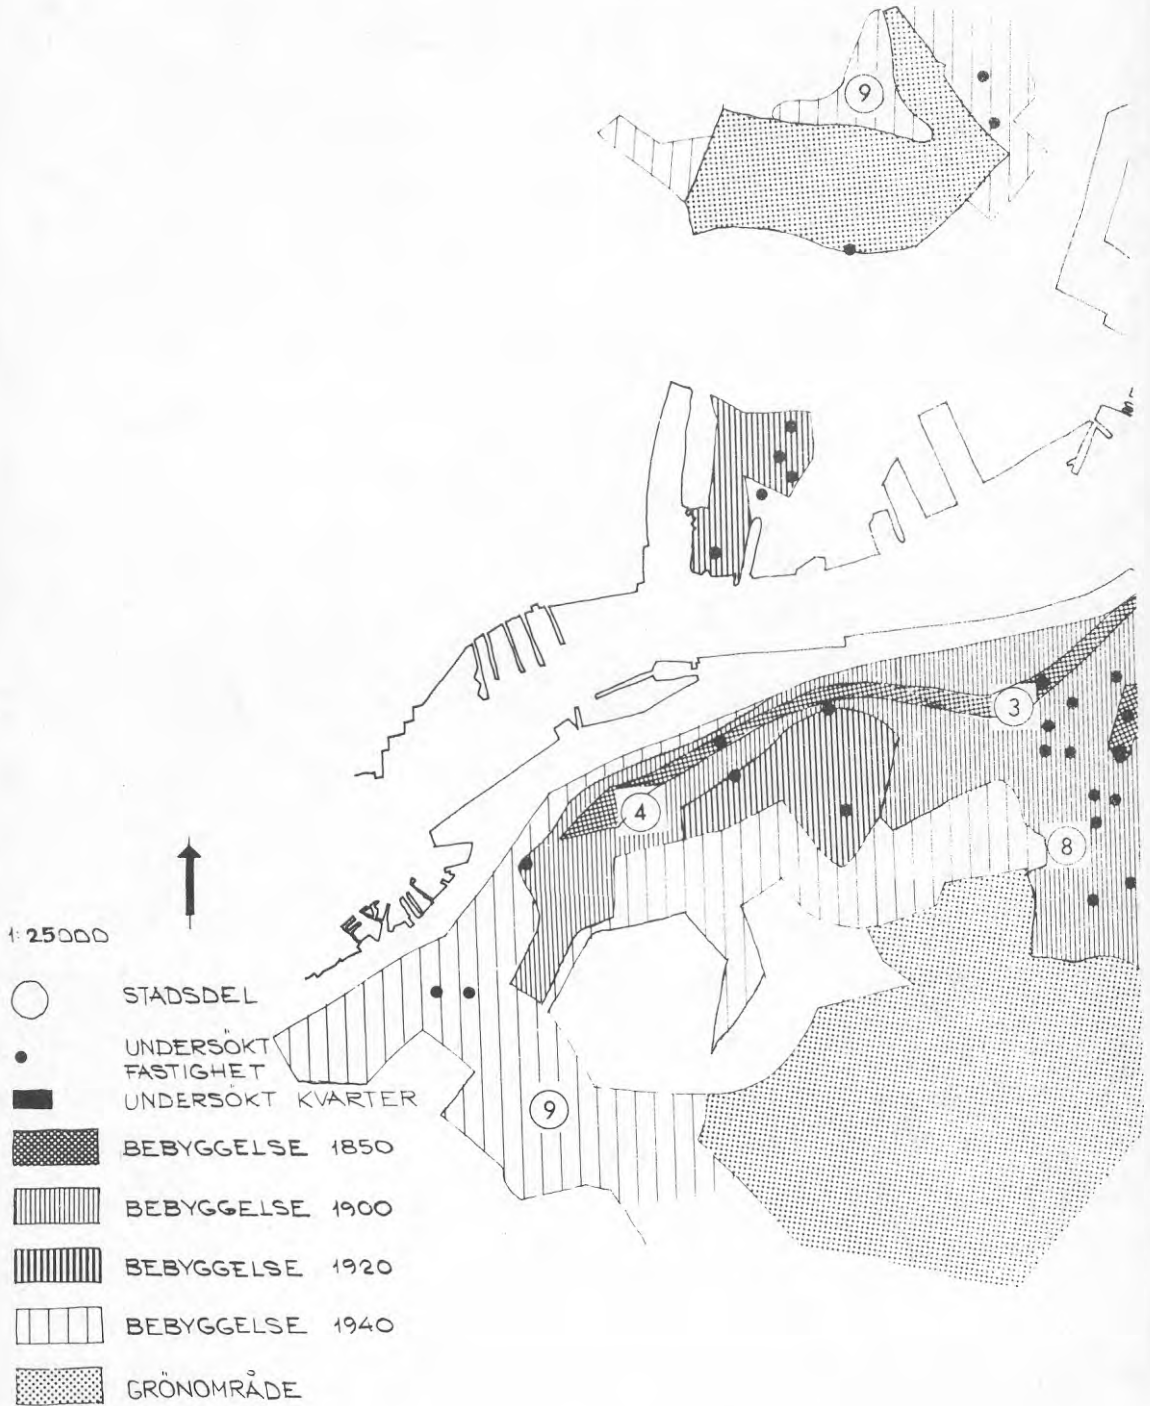 9
3
4
8
9
1:25000
STADSDEL
UNDERSÖKT
FASTIGHET
UNDERSÖKT KVARTER
BEBYGGELSE 1850
BEBYGGELSE 1900
BEBYGGELSE 1920
BEBYGGELSE 1940
GRÖNOMRÅDE